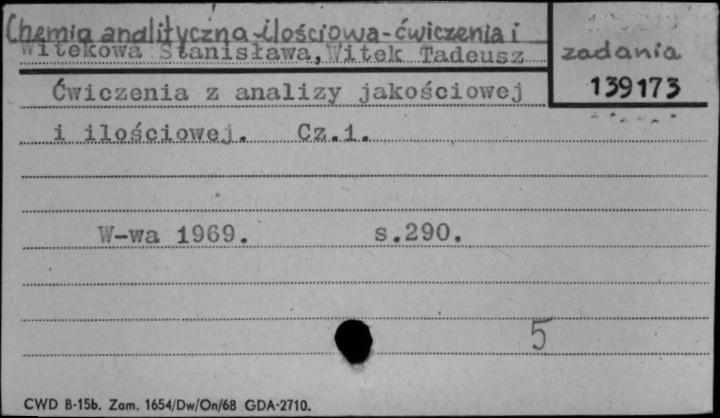 Chemia analityczna-ilościowa-ćwiczenia i
zadania
Witekowa Stanisława, Witek Tadeusz
139173
Ćwiczenia z analizy jakościowej
i ilościowej. Cz.1.
W-wa 1969. s.290.
5
CWD B-15b. Zam. 1654/Dw/On/68 GDA-2710.